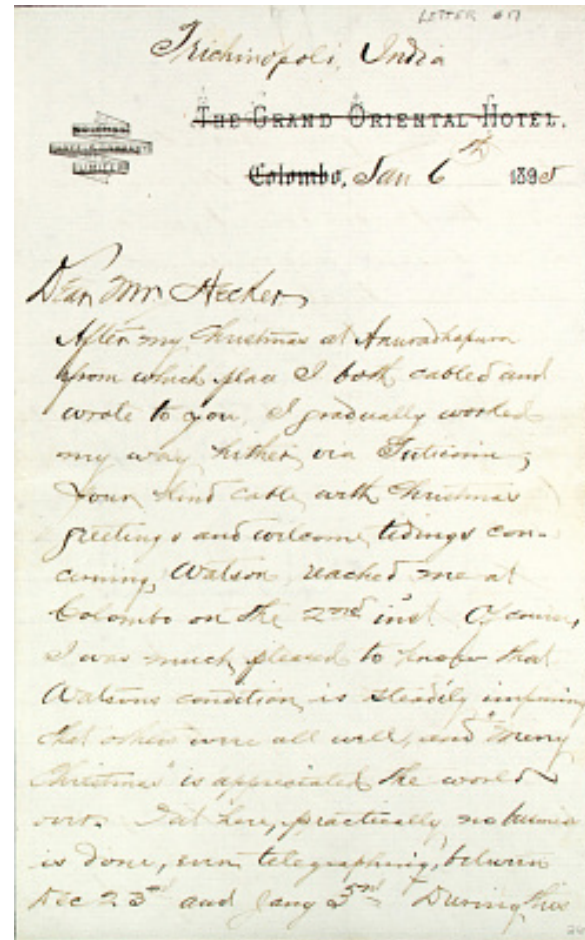 LETTER
Trichinopoli, India
THE GRAND ORIENTAL HOTEL.
LIMITED
Colombo, Jan 6th 1895
Dear Mr Hecker,
After my Christmas at Anuradhapura
from which place I both cabled and
wrote to you, I gradually worked
my way hither, via Tuticorin;
your kind cable with Christmas
greetings and welcome tidings con-
cerning Watson reached me at
Colombo on the 2nd inst Of course,
I was much pleased to know that
Watsons condition is steadily improving
that others were all well, and "Merry
Christmas" is appreciated the world
over. Out here, practically no business
is done, even telegraphing, between
Dec 23rd and Jany 3rd During this